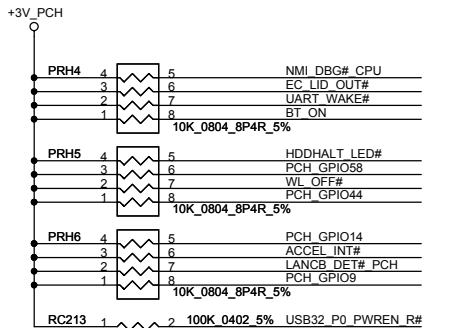 +3V_PCH
PRH4 4 5 NMI_DBG#_CPU
3 6 EC_LID_OUT#
2 7 UART_WAKE#
1 8 BT_ON
10K_0804_8P4R_5%
PRH5 4 5 HDDHALT_LED#
3 6 PCH_GPIO58
2 7 WL_OFF#
1 8 PCH_GPIO44
10K_0804_8P4R_5%
PRH6 4 5 PCH_GPIO14
3 6 ACCEL_INT#
2 7 LANCB_DET#_PCH
1 8 PCH_GPIO9
10K_0804_8P4R_5%
RC213 1 2 100K_0402_5% USB32_P0_PWREN_R#